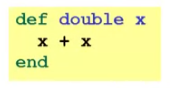 def double x
  x + x
end